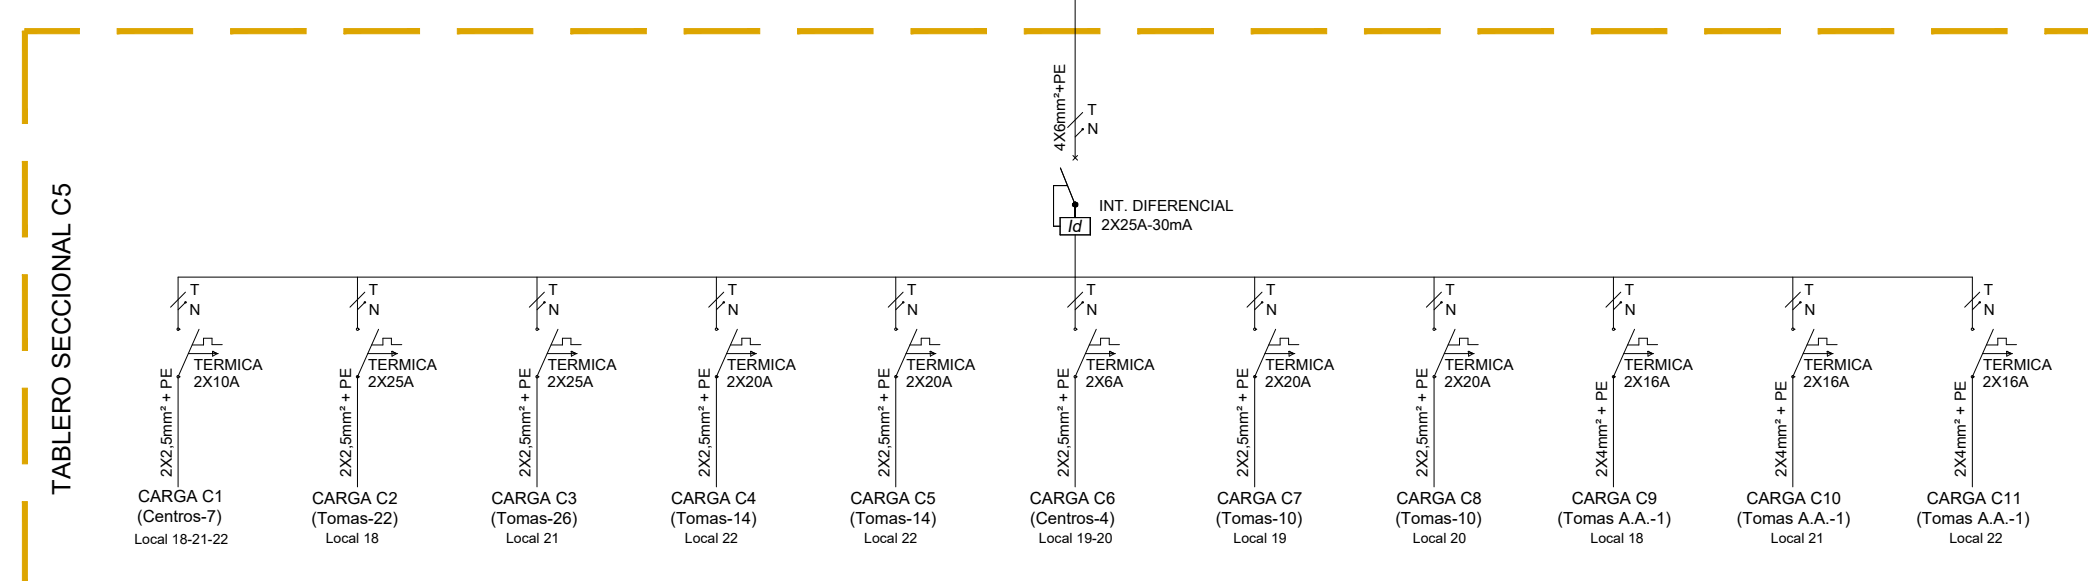 TABLERO SECCIONAL C5
4X6mm²+PE
T
N
INT. DIFERENCIAL
Id
2X25A-30mA
T
N
TERMICA
2X10A
2X2,5mm² + PE
CARGA C1
(Centros-7)
Local 18-21-22
T
N
TERMICA
2X25A
2X2,5mm² + PE
CARGA C2
(Tomas-22)
Local 18
T
N
TERMICA
2X25A
2X2,5mm² + PE
CARGA C3
(Tomas-26)
Local 21
T
N
TERMICA
2X20A
2X2,5mm² + PE
CARGA C4
(Tomas-14)
Local 22
T
N
TERMICA
2X20A
2X2,5mm² + PE
CARGA C5
(Tomas-14)
Local 22
T
N
TERMICA
2X6A
2X2,5mm² + PE
CARGA C6
(Centros-4)
Local 19-20
T
N
TERMICA
2X20A
2X2,5mm² + PE
CARGA C7
(Tomas-10)
Local 19
T
N
TERMICA
2X20A
2X2,5mm² + PE
CARGA C8
(Tomas-10)
Local 20
T
N
TERMICA
2X16A
2X4mm² + PE
CARGA C9
(Tomas A.A.-1)
Local 18
T
N
TERMICA
2X16A
2X4mm² + PE
CARGA C10
(Tomas A.A.-1)
Local 21
T
N
TERMICA
2X16A
2X4mm² + PE
CARGA C11
(Tomas A.A.-1)
Local 22